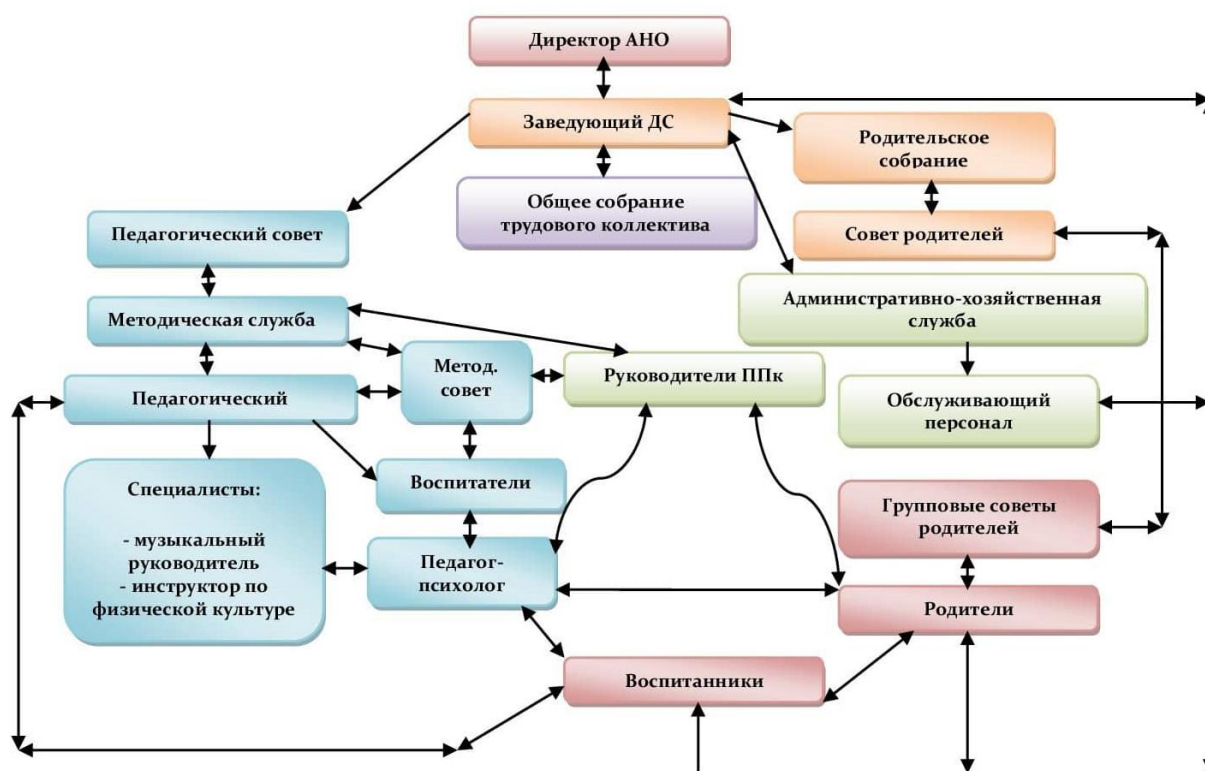 Директор АНО
Заведующий ДС
Родительское
собрание
Общее собрание
трудового коллектива
Педагогический совет
Совет родителей
Административно-хозяйственная
служба
Методическая служба
Метод.
совет
Руководители ППк
Педагогический
Обслуживающий
персонал
Воспитатели
Специалисты:
- музыкальный
руководитель
- инструктор по
физической культуре
Групповые советы
родителей
Педагог-
психолог
Родители
Воспитанники